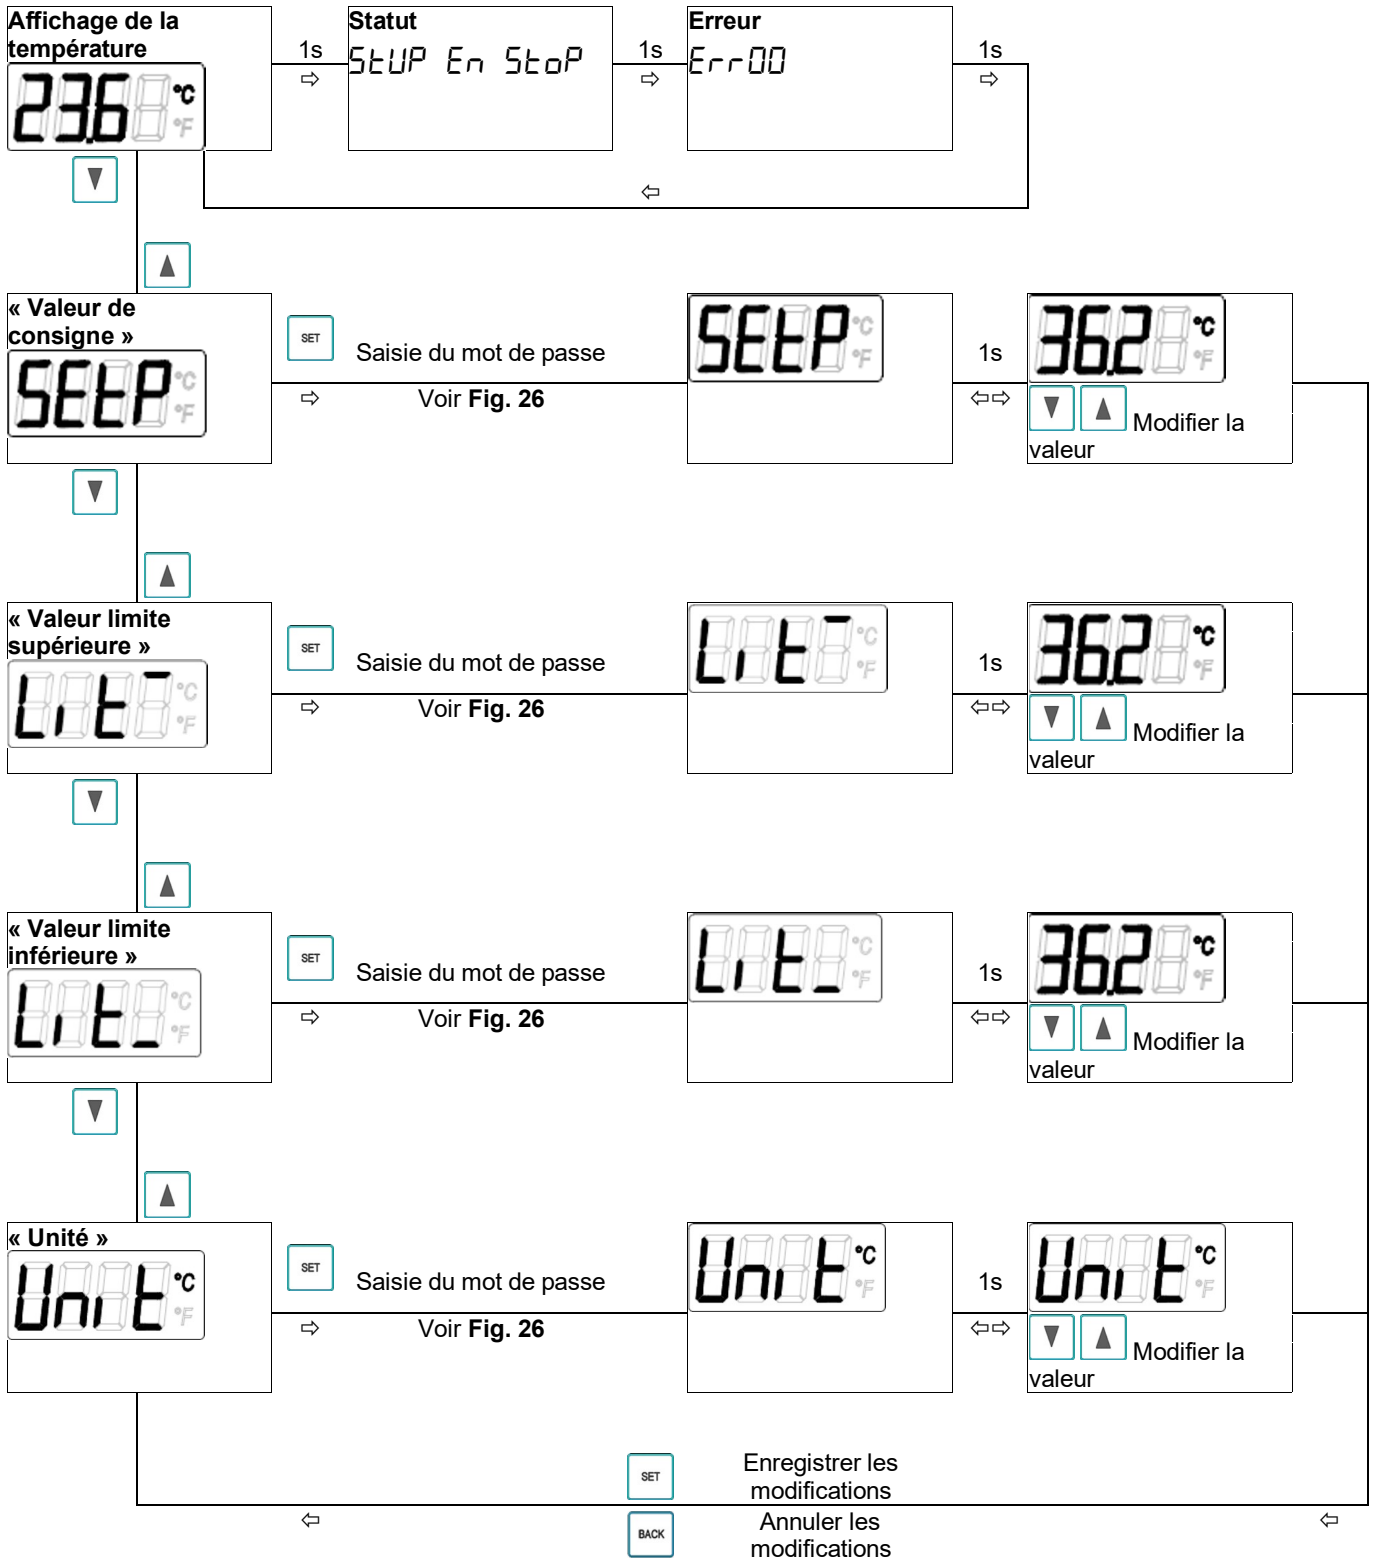 Affichage de la
température
23.6 °C
°F
1s
Statut
StUP En StoP
1s
Erreur
Err00
1s
« Valeur de
consigne »
SEtP °C
°F
SET
Saisie du mot de passe
Voir Fig. 26
SEtP °C
°F
1s
36.2 °C
°F
Modifier la
valeur
« Valeur limite
supérieure »
Lit¯ °C
°F
SET
Saisie du mot de passe
Voir Fig. 26
Lit¯ °C
°F
1s
36.2 °C
°F
Modifier la
valeur
« Valeur limite
inférieure »
Lit_ °C
°F
SET
Saisie du mot de passe
Voir Fig. 26
Lit_ °C
°F
1s
36.2 °C
°F
Modifier la
valeur
« Unité »
Unit °C
°F
SET
Saisie du mot de passe
Voir Fig. 26
Unit °C
°F
1s
Unit °C
°F
Modifier la
valeur
SET
Enregistrer les
modifications
BACK
Annuler les
modifications